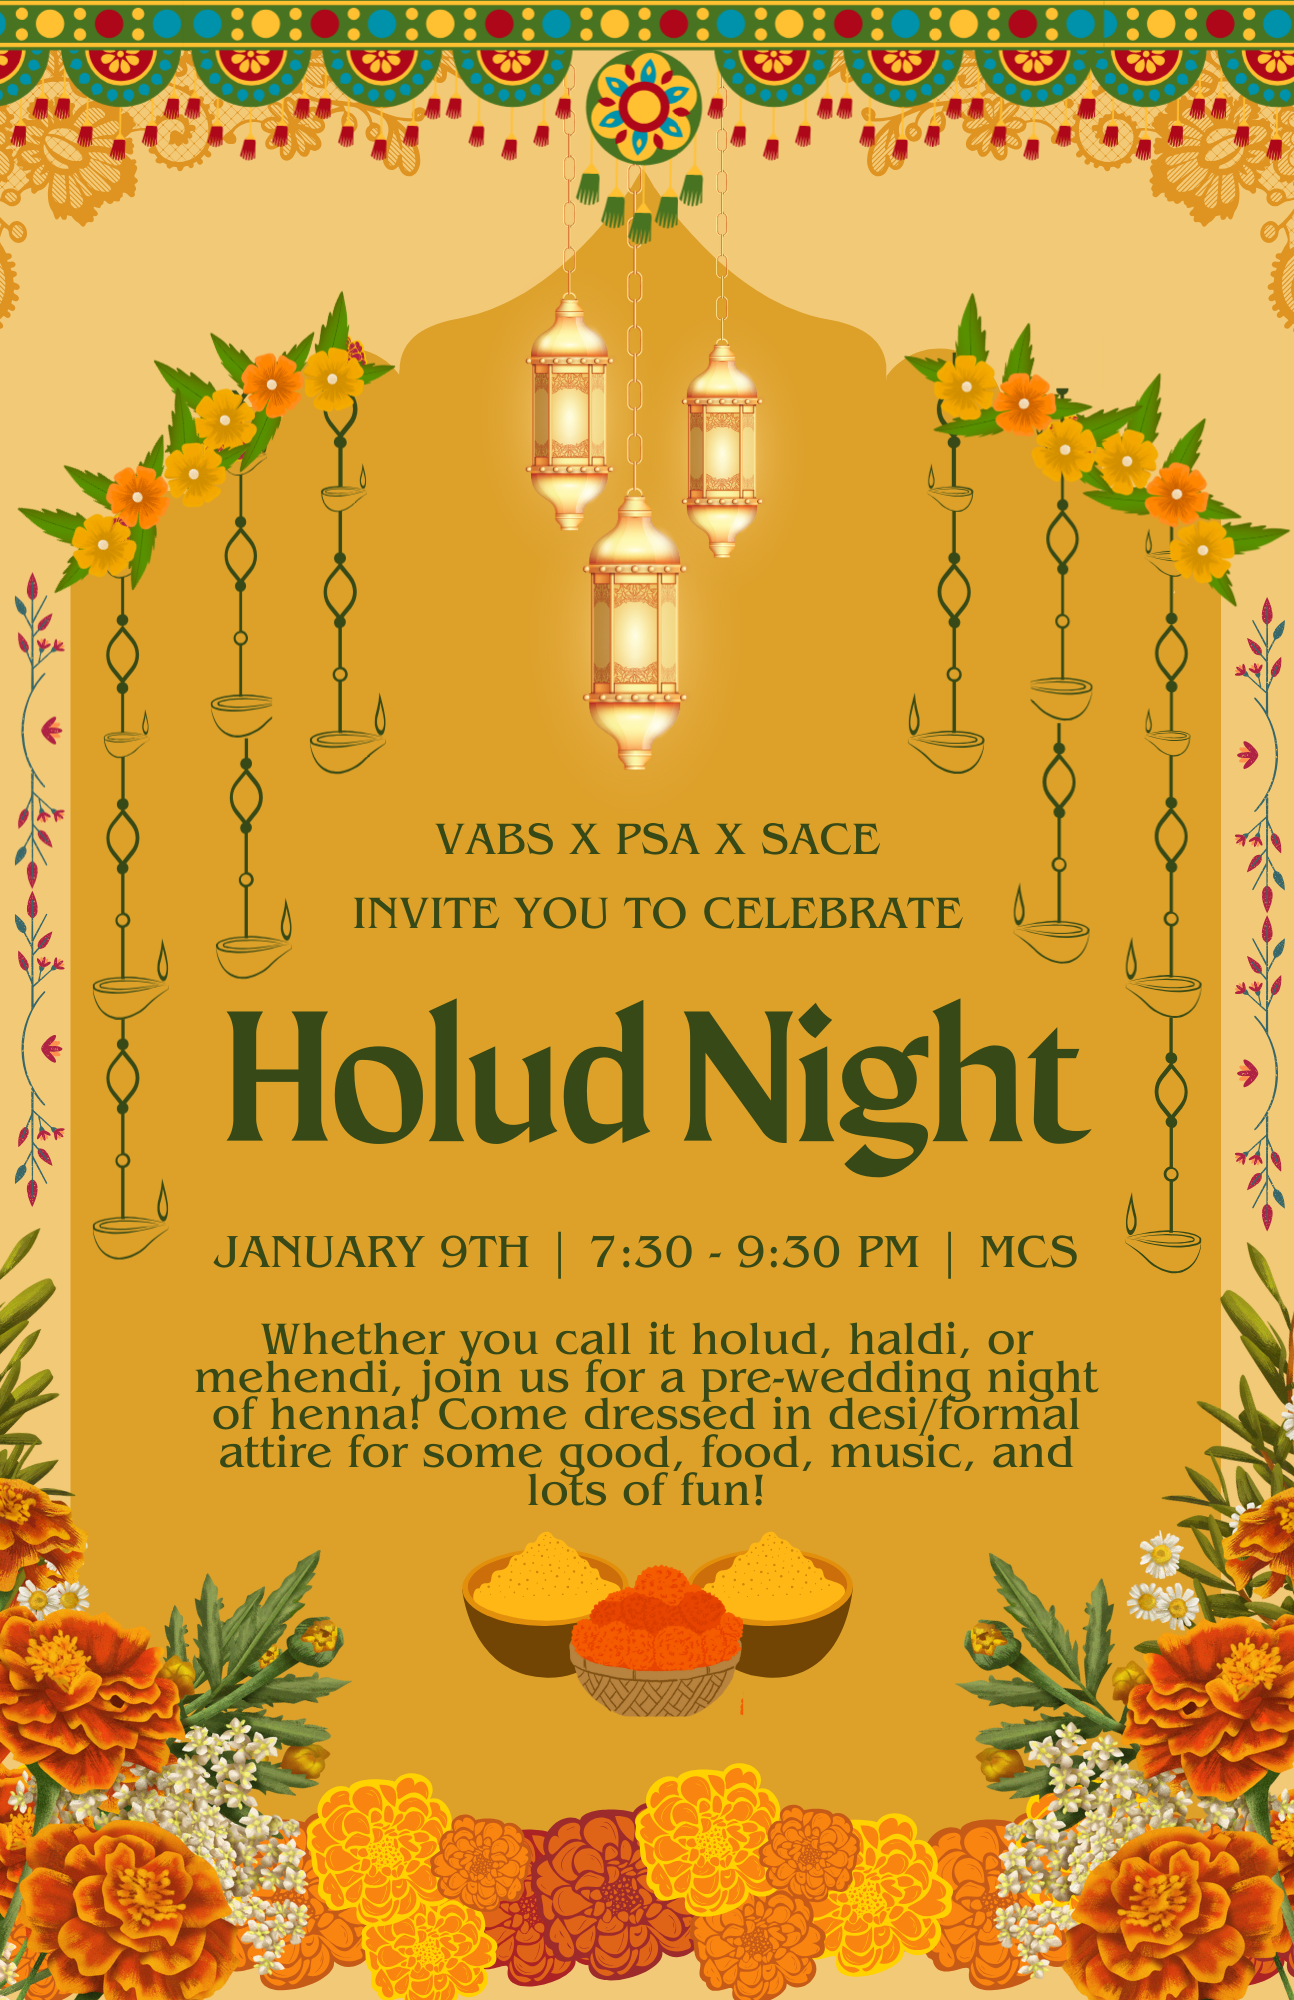 VABS X PSA X SACE
INVITE YOU TO CELEBRATE
Holud Night
JANUARY 9TH | 7:30 - 9:30 PM | MCS
Whether you call it holud, haldi, or
mehendi, join us for a pre-wedding night
of henna! Come dressed in desi/formal
attire for some good, food, music, and
lots of fun!